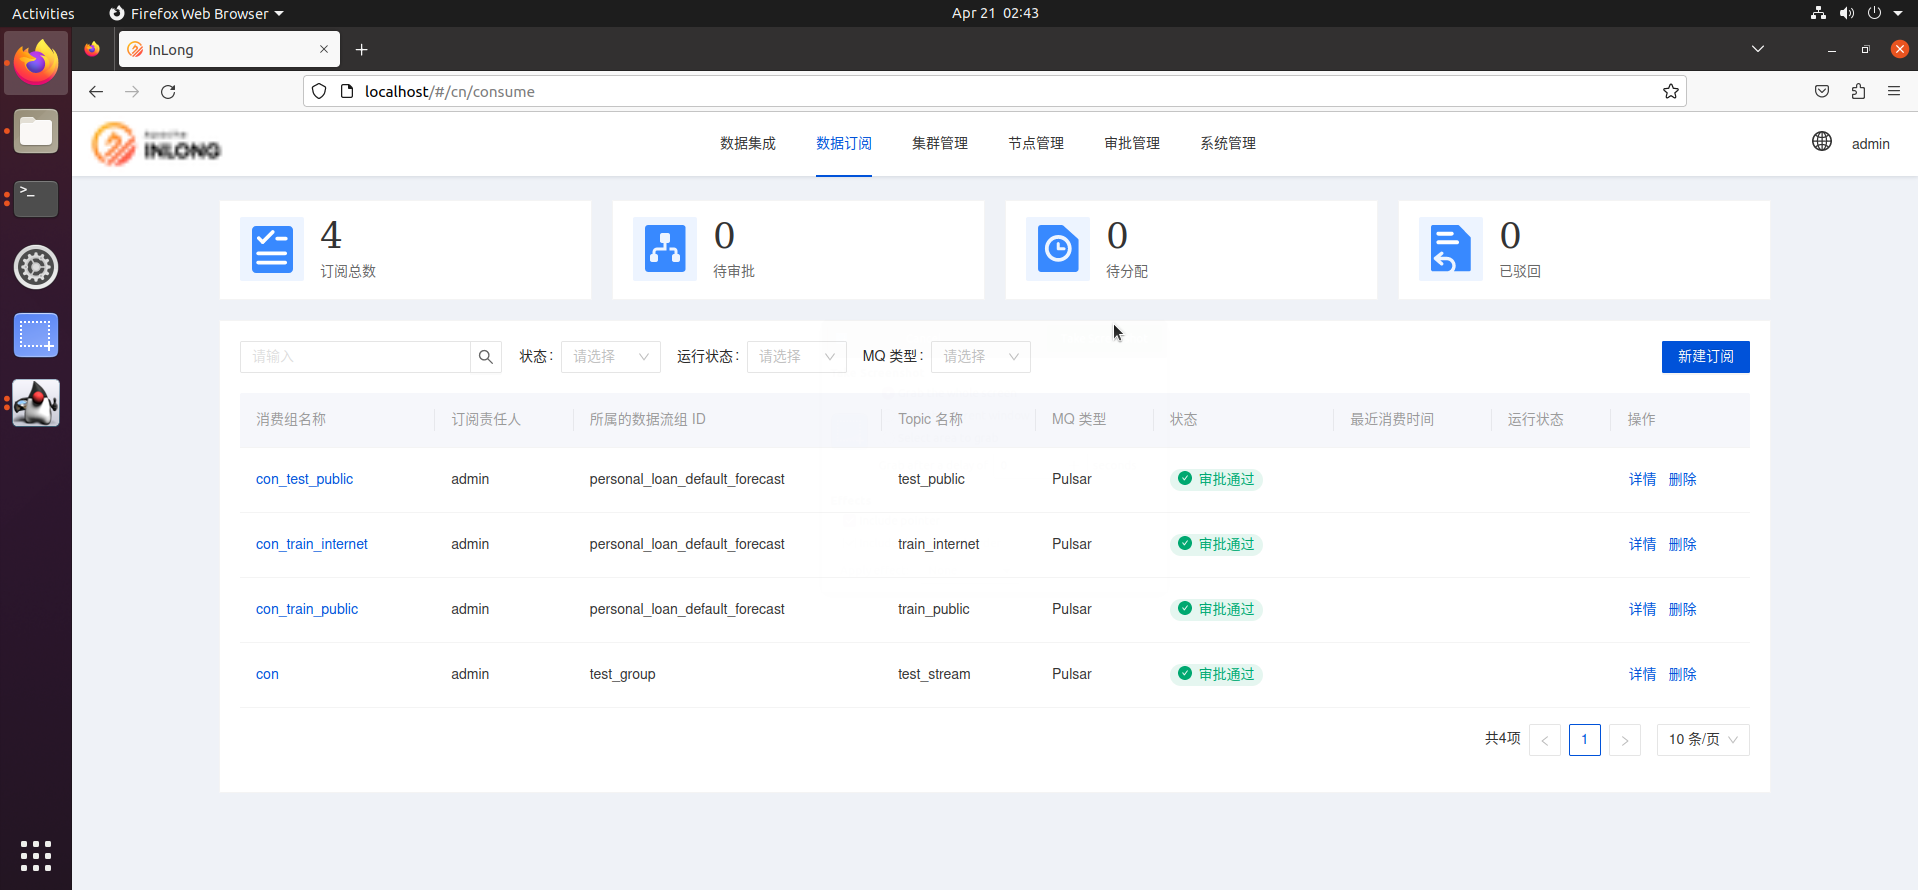 Activities
Firefox Web Browser
Apr 21 02:43
InLong
localhost/#/cn/consume
Apache
INLONG
数据集成
数据订阅
集群管理
节点管理
审批管理
系统管理
admin
4
订阅总数
0
待审批
0
待分配
0
已驳回
请输入
状态:
请选择
运行状态:
请选择
MQ 类型:
请选择
新建订阅
消费组名称 订阅责任人 所属的数据流组 ID Topic 名称 MQ 类型 状态 最近消费时间 运行状态 操作
con_test_public admin personal_loan_default_forecast test_public Pulsar 审批通过 详情 删除
con_train_internet admin personal_loan_default_forecast train_internet Pulsar 审批通过 详情 删除
con_train_public admin personal_loan_default_forecast train_public Pulsar 审批通过 详情 删除
con admin test_group test_stream Pulsar 审批通过 详情 删除
共4项 < 1 > 10 条/页